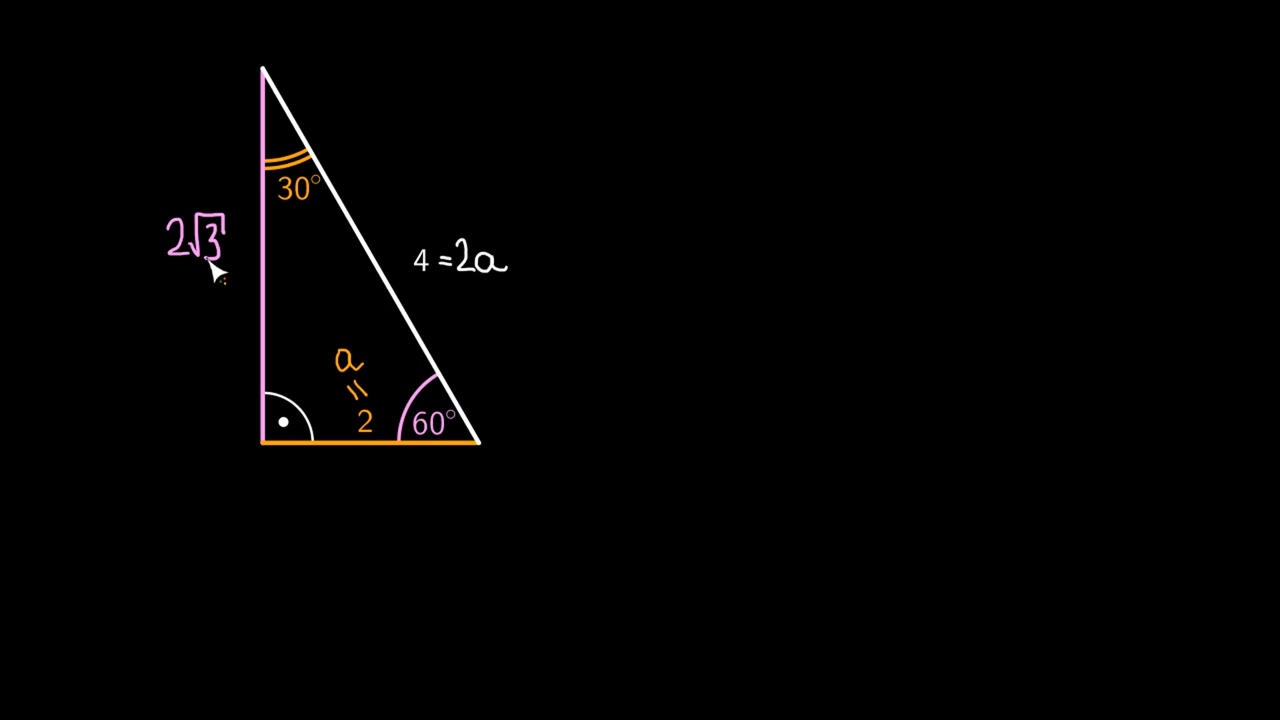 30°
2√3
4 = 2a
a
=
2
60°